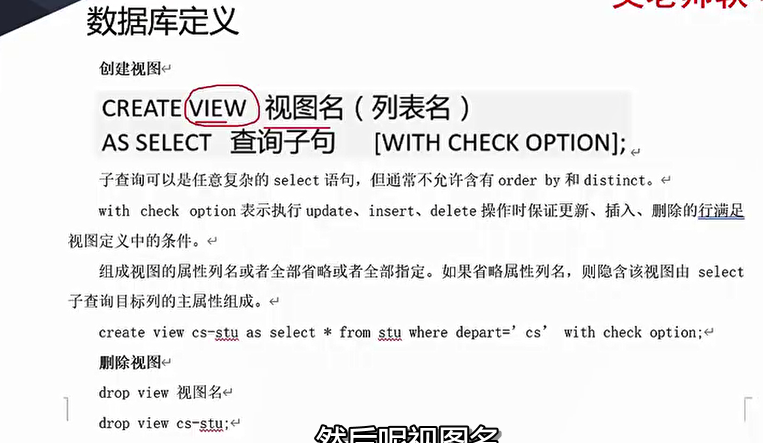 数据库定义
创建视图
CREATE VIEW 视图名（列表名）
AS SELECT 查询子句 [WITH CHECK OPTION];
子查询可以是任意复杂的 select 语句，但通常不允许含有 order by 和 distinct。
with check option 表示执行 update、insert、delete 操作时保证更新、插入、删除的行满足
视图定义中的条件。
组成视图的属性列名或者全部省略或者全部指定。如果省略属性列名，则隐含该视图由 select
子查询目标列的主属性组成。
create view cs-stu as select * from stu where depart=’cs’ with check option;
删除视图
drop view 视图名
drop view cs-stu;
然后呢视图名